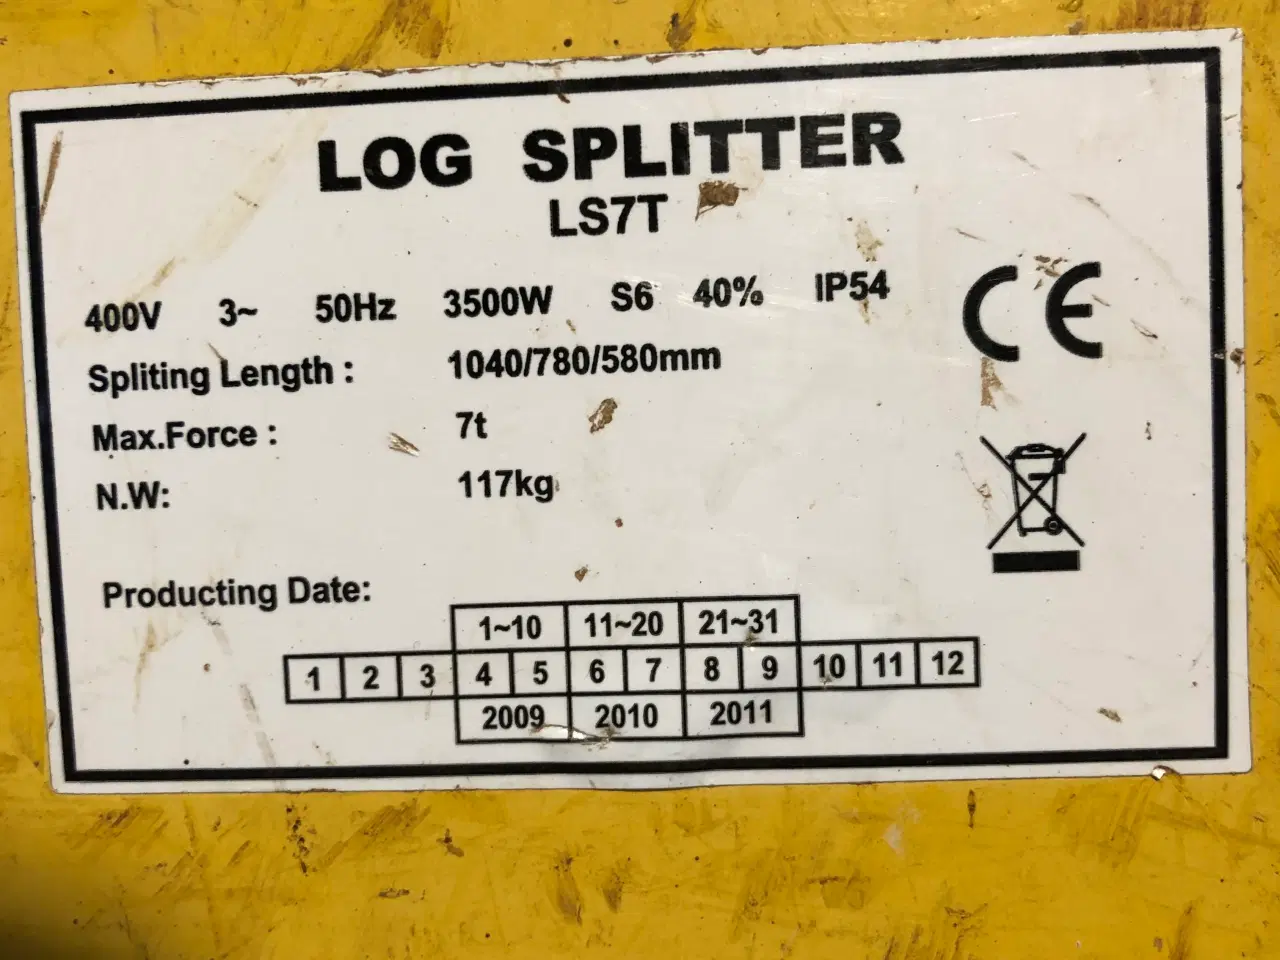 LOG SPLITTER
LS7T
400V 3~ 50Hz 3500W S6 40% IP54
Spliting Length : 1040/780/580mm
Max.Force : 7t
N.W: 117kg
CE
Producting Date:
1~10 11~20 21~31
1 2 3 4 5 6 7 8 9 10 11 12
2009 2010 2011